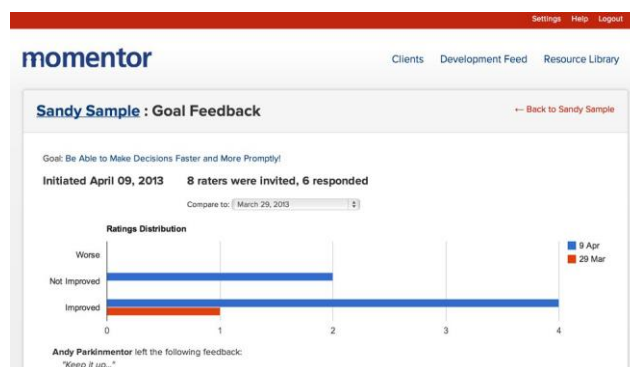 Settings Help Logout
momentor
Clients Development Feed Resource Library
Sandy Sample : Goal Feedback
← Back to Sandy Sample
Goal: Be Able to Make Decisions Faster and More Promptly!
Initiated April 09, 2013 8 raters were invited, 6 responded
Compare to: March 29, 2013
Ratings Distribution
Worse
Not Improved
Improved
0 1 2 3 4
9 Apr
29 Mar
Andy Parkinmentor left the following feedback:
"Keep it up..."